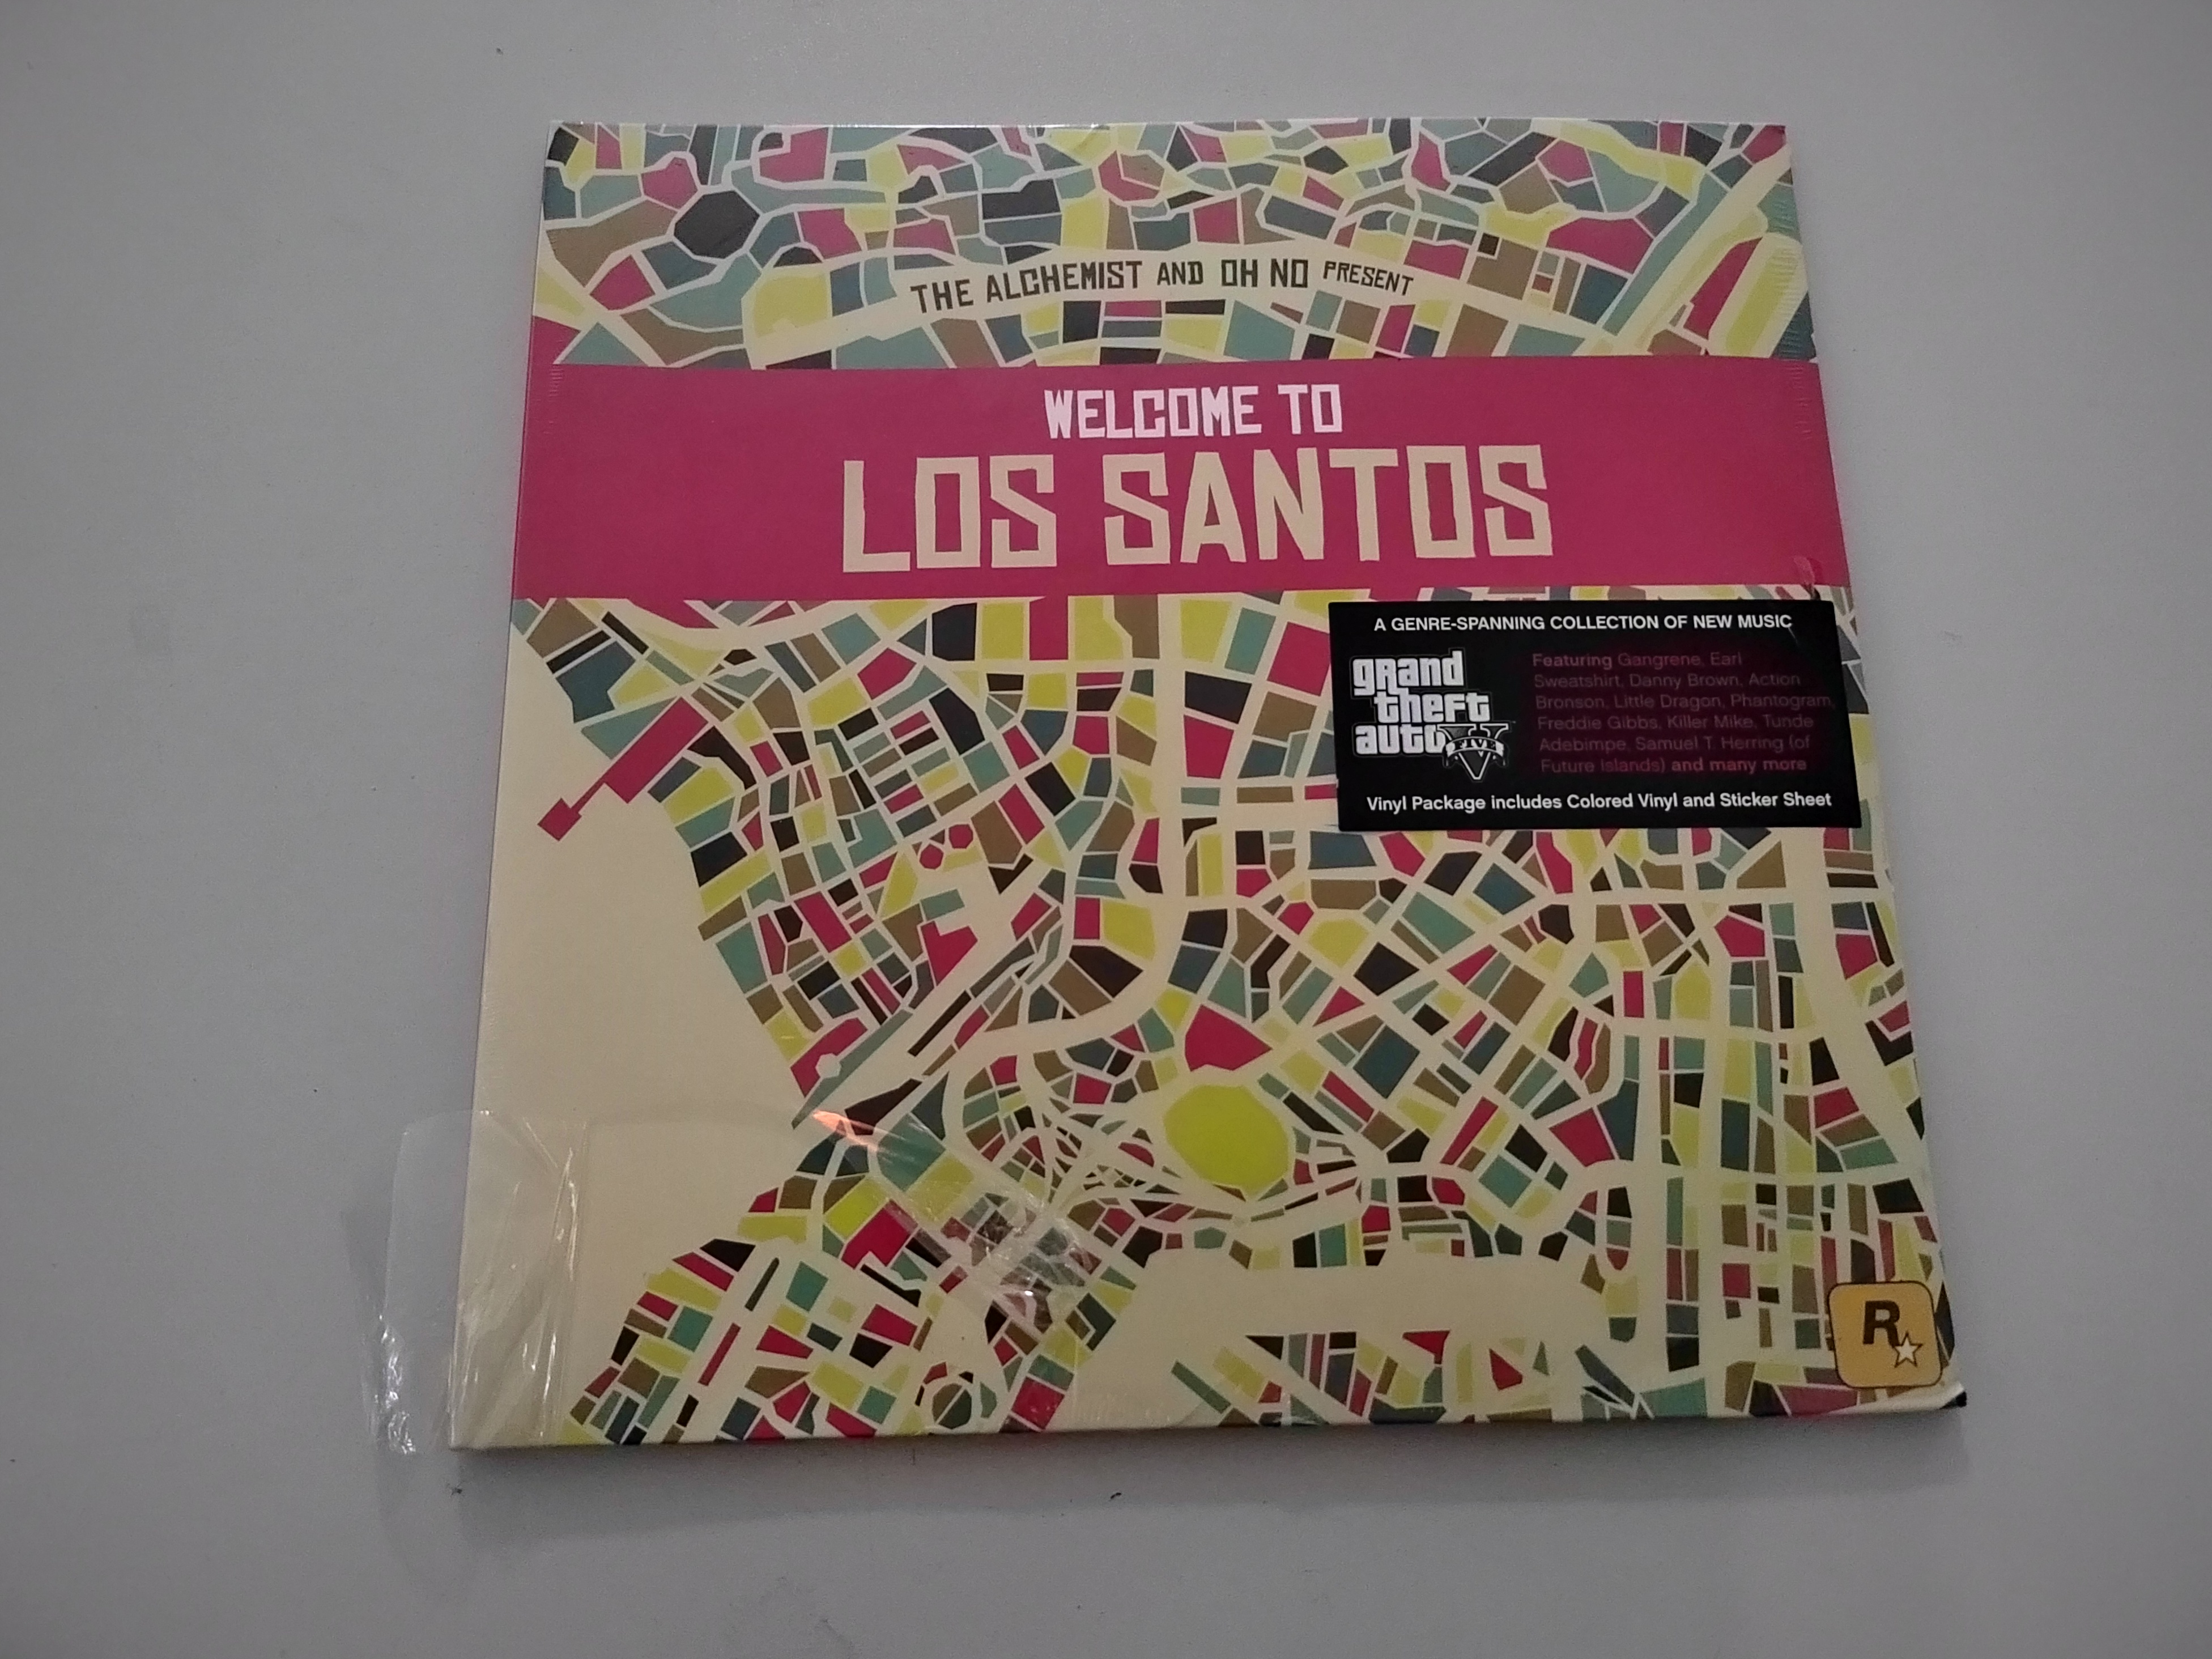 THE ALCHEMIST AND OH NO PRESENT
WELCOME TO
LOS SANTOS
A GENRE-SPANNING COLLECTION OF NEW MUSIC
grand
theft
auto
FIVE
V
Featuring Gangrene, Earl
Sweatshirt, Danny Brown, Action
Bronson, Little Dragon, Phantogram,
Freddie Gibbs, Killer Mike, Tunde
Adebimpe, Samuel T. Herring (of
Future Islands) and many more
Vinyl Package includes Colored Vinyl and Sticker Sheet
R